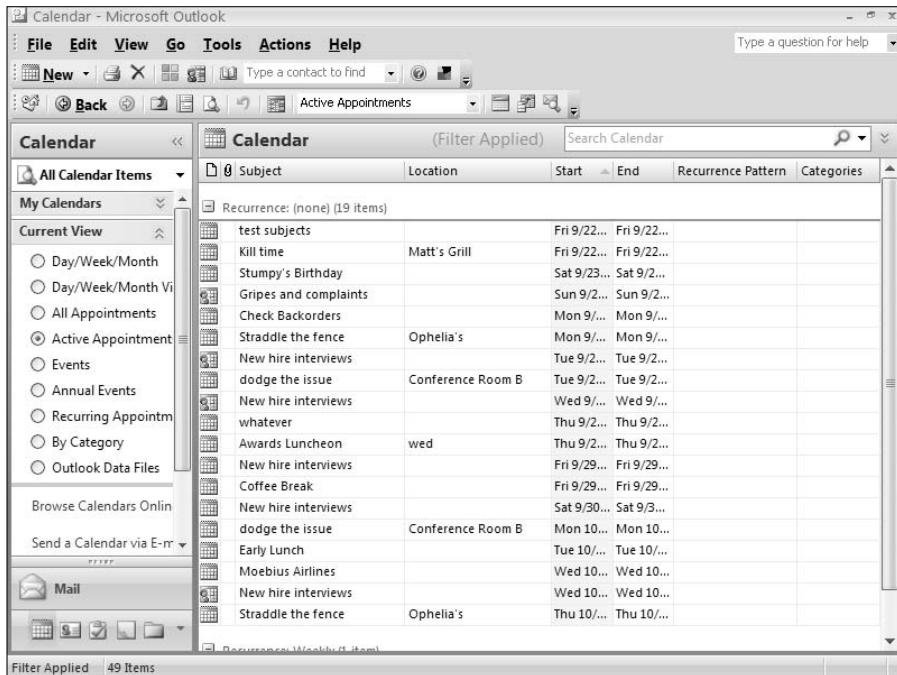 Calendar - Microsoft Outlook
File Edit View Go Tools Actions Help Type a question for help
New Type a contact to find
Back Active Appointments
Calendar
All Calendar Items
My Calendars
Current View
Day/Week/Month
Day/Week/Month Vi
All Appointments
Active Appointment
Events
Annual Events
Recurring Appointm
By Category
Outlook Data Files
Browse Calendars Onlin
Send a Calendar via E-m
Mail
Calendar (Filter Applied) Search Calendar
Subject Location Start End Recurrence Pattern Categories
Recurrence: (none) (19 items)
test subjects Fri 9/22... Fri 9/22...
Kill time Matt's Grill Fri 9/22... Fri 9/22...
Stumpy's Birthday Sat 9/23... Sat 9/2...
Gripes and complaints Sun 9/2... Sun 9/2...
Check Backorders Mon 9/... Mon 9/...
Straddle the fence Ophelia's Mon 9/... Mon 9/...
New hire interviews Tue 9/2... Tue 9/2...
dodge the issue Conference Room B Tue 9/2... Tue 9/2...
New hire interviews Wed 9/... Wed 9/...
whatever Thu 9/2... Thu 9/2...
Awards Luncheon wed Thu 9/2... Thu 9/2...
New hire interviews Fri 9/29... Fri 9/29...
Coffee Break Fri 9/29... Fri 9/29...
New hire interviews Sat 9/30... Sat 9/3...
dodge the issue Conference Room B Mon 10... Mon 10...
Early Lunch Tue 10/... Tue 10/...
Moebius Airlines Wed 10... Wed 10...
New hire interviews Wed 10... Wed 10...
Straddle the fence Ophelia's Thu 10/... Thu 10/...
Recurrence: Weekly (1 item)
Filter Applied 49 Items